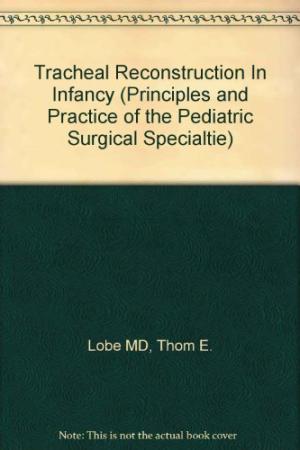 Tracheal Reconstruction In
Infancy (Principles and
Practice of the Pediatric
Surgical Specialtie)
Lobe MD, Thom E.
Note: This is not the actual book cover